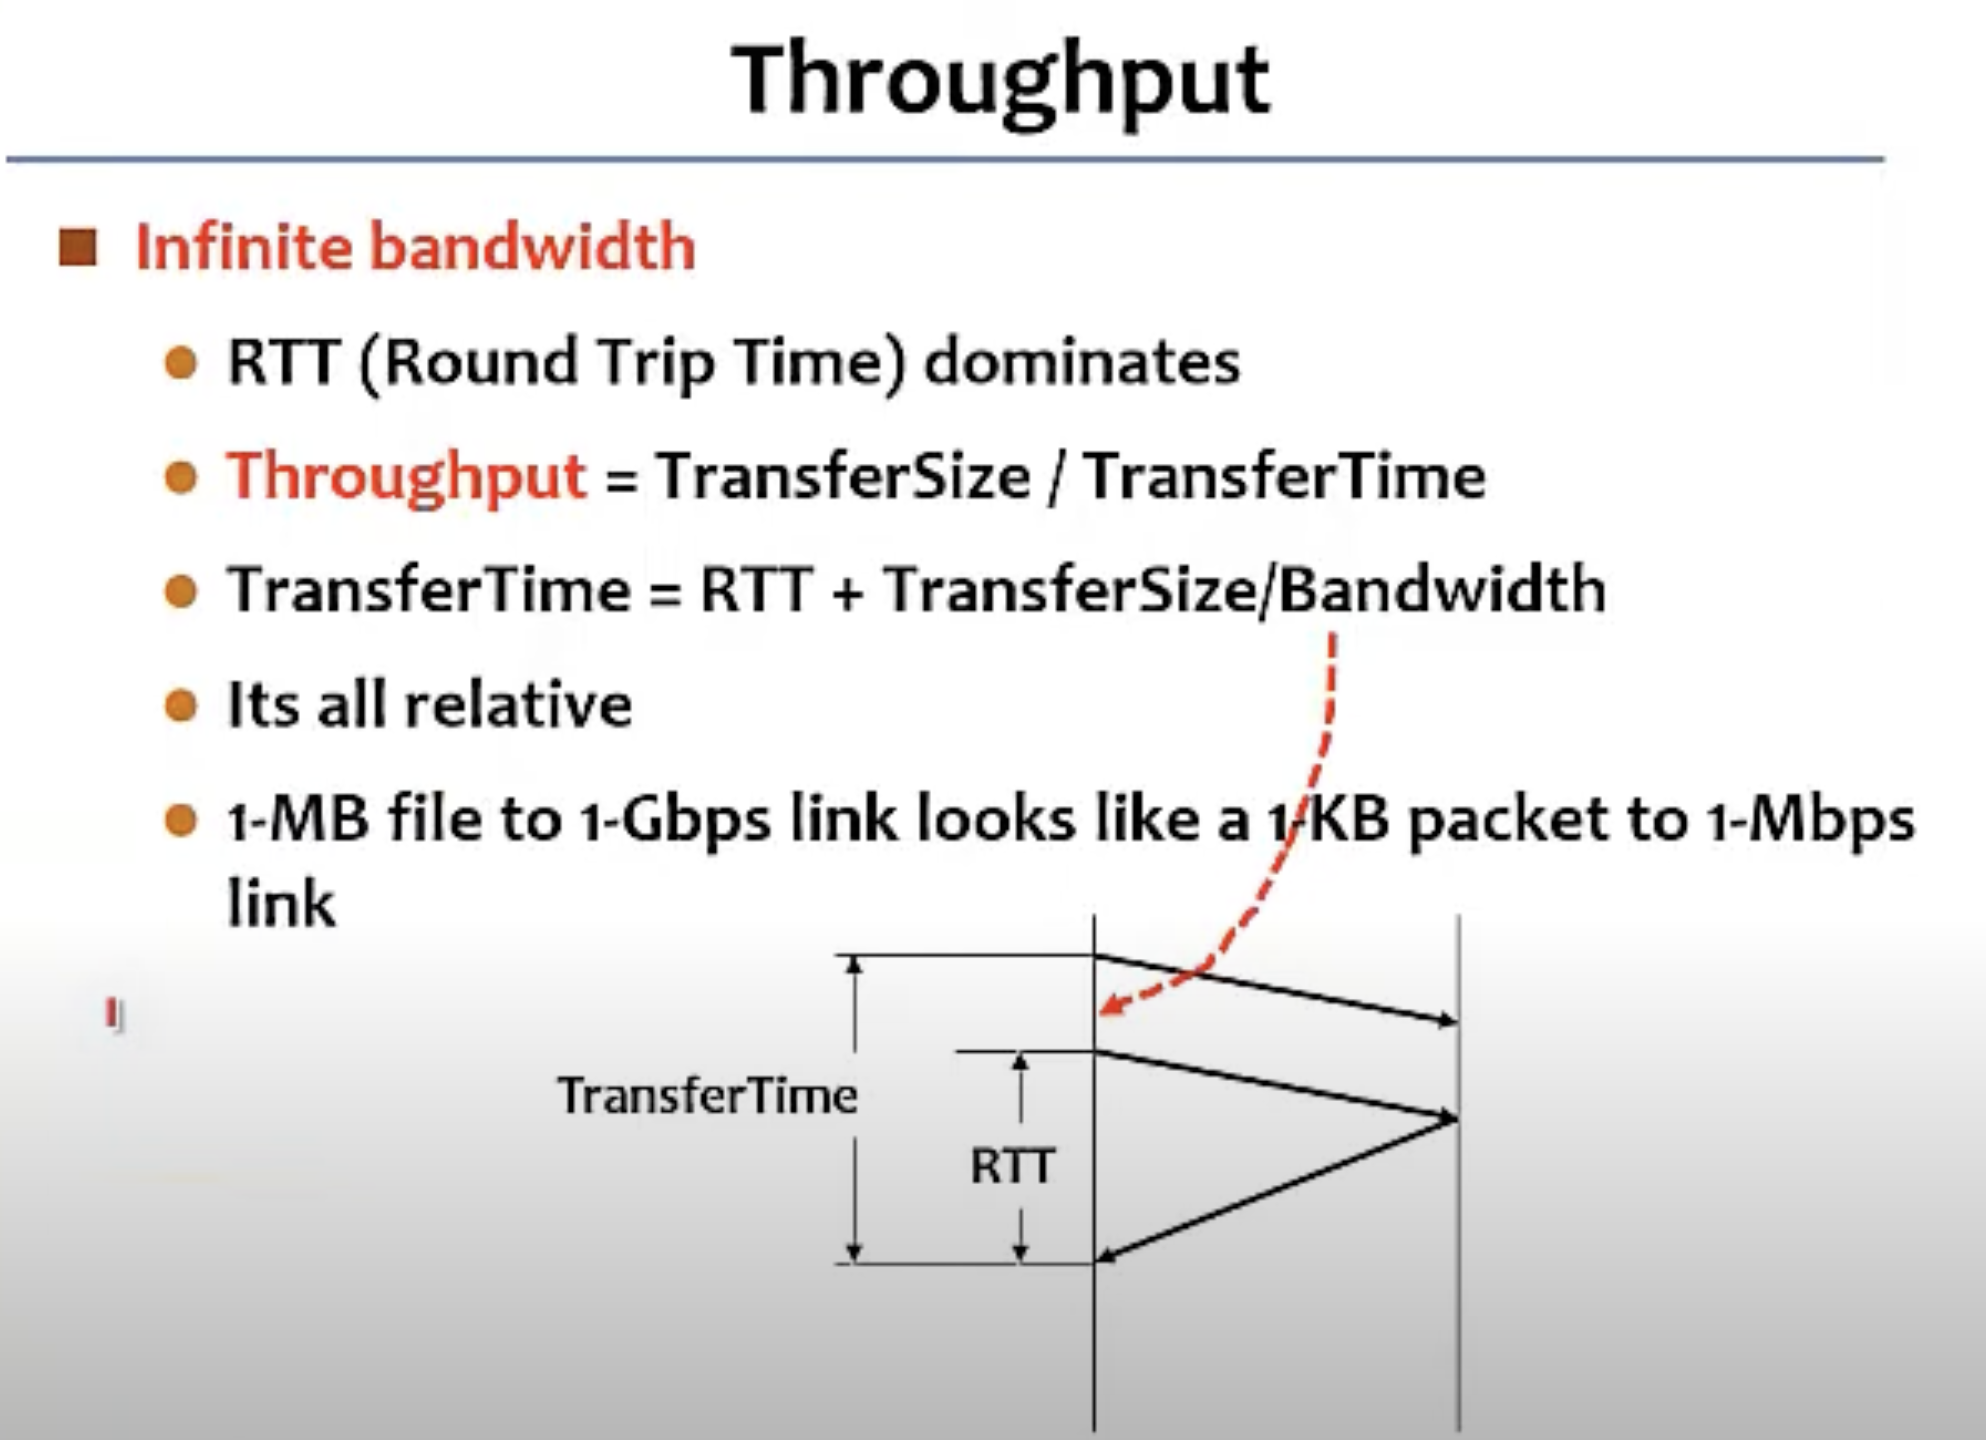 Throughput
Infinite bandwidth
RTT (Round Trip Time) dominates
Throughput = TransferSize / TransferTime
TransferTime = RTT + TransferSize/Bandwidth
Its all relative
1-MB file to 1-Gbps link looks like a 1-KB packet to 1-Mbps
link
TransferTime
RTT